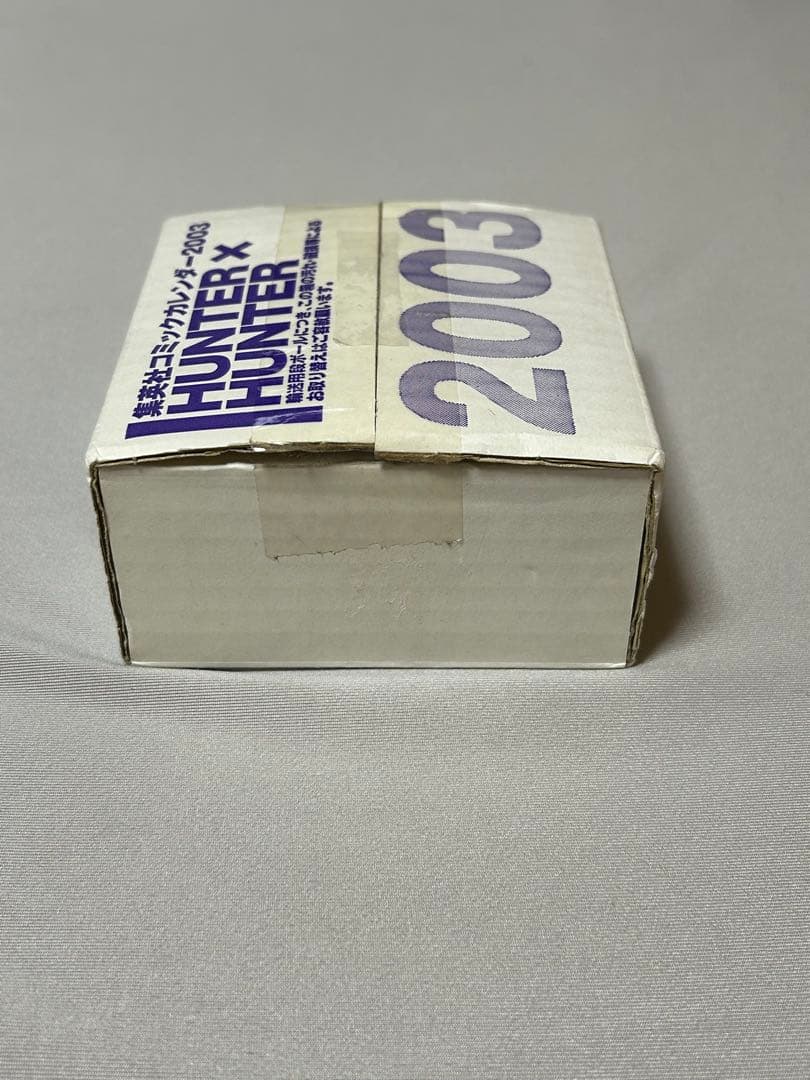 集英社コミックカレンダー2003
HUNTER×
HUNTER
輸送用段ボールにつき、この箱の汚れ・破損等による
お取り替えはご容赦願います。
2003